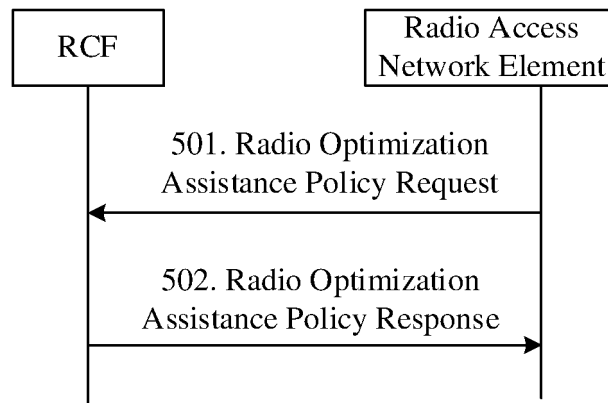 RCF
Radio Access
Network Element
501. Radio Optimization
Assistance Policy Request
502. Radio Optimization
Assistance Policy Response